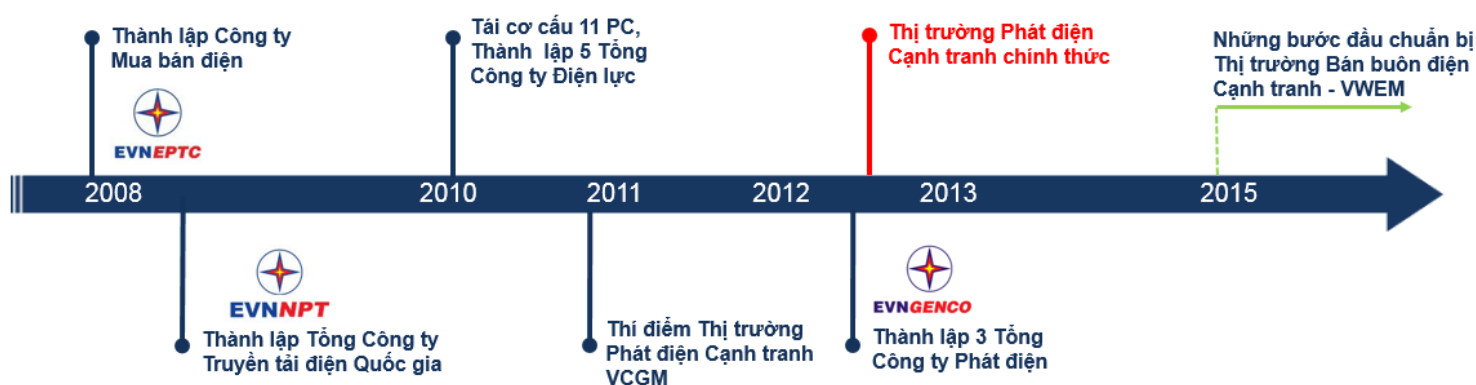 Thành lập Công ty
Mua bán điện
EVNEPTC
Tái cơ cấu 11 PC,
Thành lập 5 Tổng
Công ty Điện lực
Thị trường Phát điện
Cạnh tranh chính thức
Những bước đầu chuẩn bị
Thị trường Bán buôn điện
Cạnh tranh - VWEM
2008 2010 2011 2012 2013 2015
EVNNPT
Thành lập Tổng Công ty
Truyền tải điện Quốc gia
Thí điểm Thị trường
Phát điện Cạnh tranh
VCGM
EVNGENCO
Thành lập 3 Tổng
Công ty Phát điện